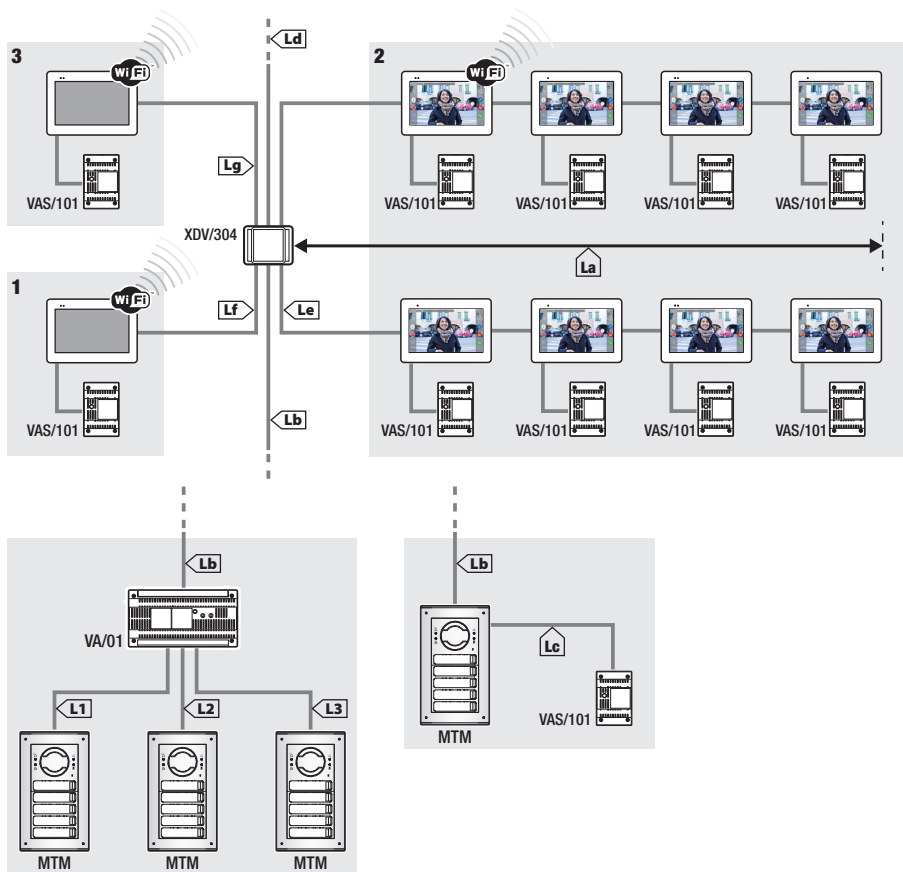 Ld
3
WiFi
2
WiFi
Lg
VAS/101
VAS/101
VAS/101
VAS/101
VAS/101
XDV/304
La
1
WiFi
Lf
Le
VAS/101
Lb
VAS/101
VAS/101
VAS/101
VAS/101
Lb
VA/01
L1
L2
L3
MTM
MTM
MTM
Lb
Lc
VAS/101
MTM